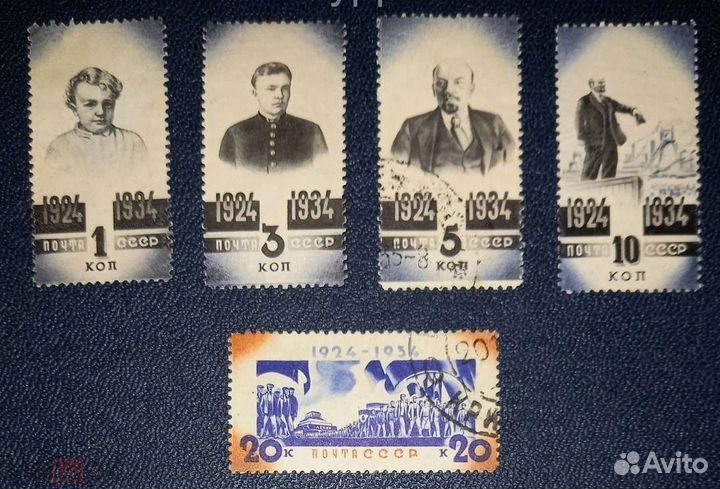 1924 1934
ПОЧТА 1 СССР
КОП
1924 1934
ПОЧТА 3 СССР
КОП
1924 1934
ПОЧТА 5 СССР
КОП
1924 1934
ПОЧТА 10 СССР
КОП
1924-1934
20 К ПОЧТА СССР К 20
Avito